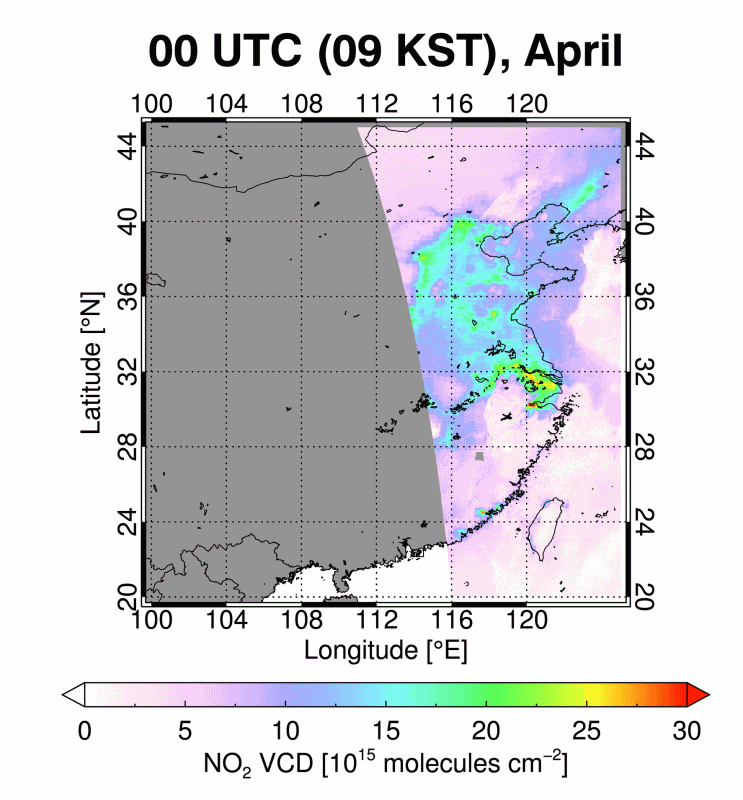 00 UTC (09 KST), April
100 104 108 112 116 120
44 44
40 40
36 36
32 32
28 28
24 24
20 20
Latitude [°N]
100 104 108 112 116 120
Longitude [°E]
0 5 10 15 20 25 30
NO₂ VCD [10¹⁵ molecules cm⁻²]